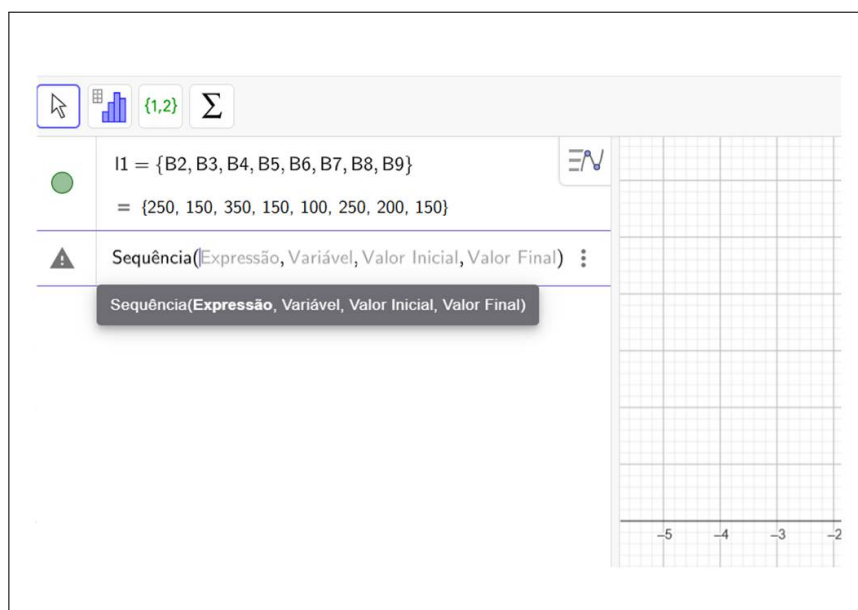 {1,2} Σ
l1 = {B2, B3, B4, B5, B6, B7, B8, B9}
= {250, 150, 350, 150, 100, 250, 200, 150}
Sequência(Expressão, Variável, Valor Inicial, Valor Final)
Sequência(Expressão, Variável, Valor Inicial, Valor Final)
–5 –4 –3 –2